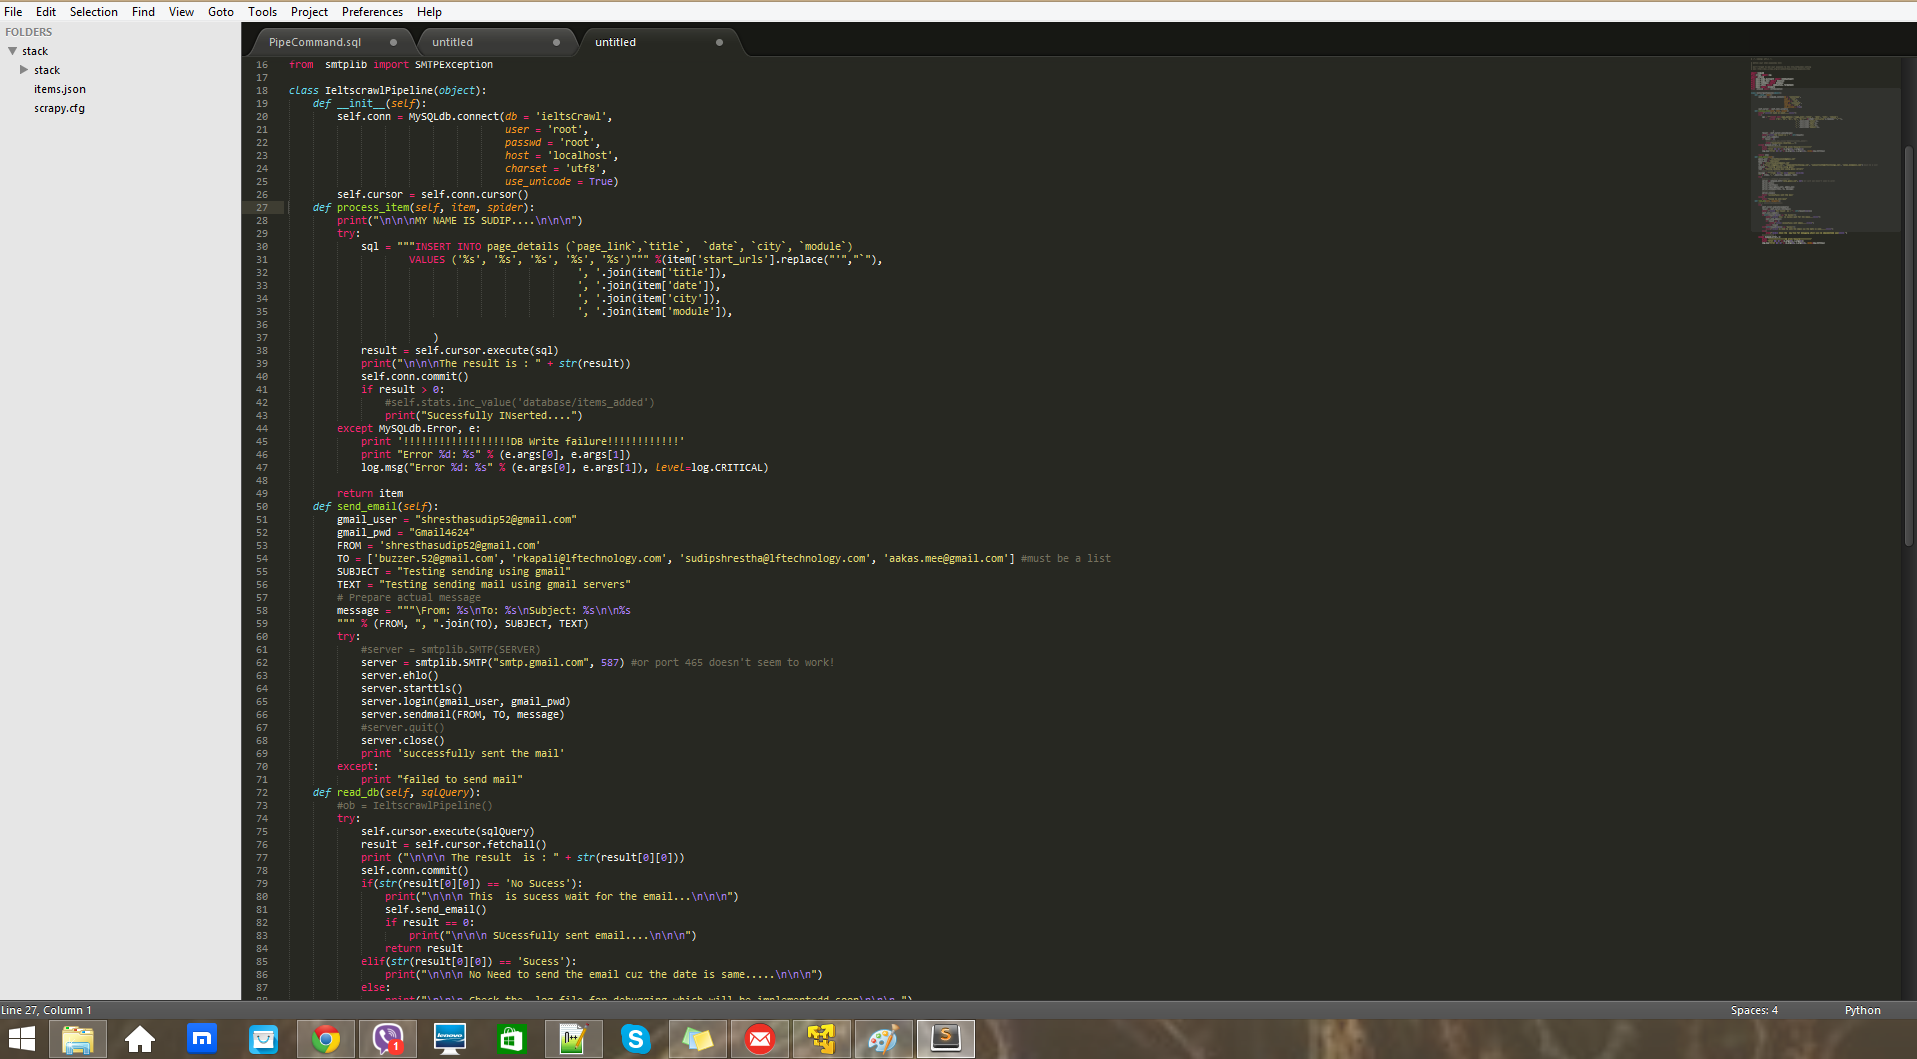 File Edit Selection Find View Goto Tools Project Preferences Help
FOLDERS
stack
stack
items.json
scrapy.cfg
PipeCommand.sql untitled untitled
16 from  smtplib import SMTPException
17
18 class IeltscrawlPipeline(object):
19 def __init__(self):
20 self.conn = MySQLdb.connect(db = 'ieltsCrawl',
21 user = 'root',
22 passwd = 'root',
23 host = 'localhost',
24 charset = 'utf8',
25 use_unicode = True)
26 self.cursor = self.conn.cursor()
27 def process_item(self, item, spider):
28 print("\n\n\nMY NAME IS SUDIP....\n\n\n")
29 try:
30 sql = """INSERT INTO page_details (`page_link`,`title`,  `date`, `city`, `module`)
31 VALUES ('%s', '%s', '%s', '%s', '%s')""" %(item['start_urls'].replace("'","`"),
32 ', '.join(item['title']),
33 ', '.join(item['date']),
34 ', '.join(item['city']),
35 ', '.join(item['module']),
36
37 )
38 result = self.cursor.execute(sql)
39 print("\n\n\nThe result is : " + str(result))
40 self.conn.commit()
41 if result > 0:
42 #self.stats.inc_value('database/items_added')
43 print("Sucessfully INserted....")
44 except MySQLdb.Error, e:
45 print '!!!!!!!!!!!!!!!!!!DB Write failure!!!!!!!!!!!!'
46 print "Error %d: %s" % (e.args[0], e.args[1])
47 log.msg("Error %d: %s" % (e.args[0], e.args[1]), level=log.CRITICAL)
48
49 return item
50 def send_email(self):
51 gmail_user = "shresthasudip52@gmail.com"
52 gmail_pwd = "Gmail4624"
53 FROM = 'shresthasudip52@gmail.com'
54 TO = ['buzzer.52@gmail.com', 'rkapali@lftechnology.com', 'sudipshrestha@lftechnology.com', 'aakas.mee@gmail.com'] #must be a list
55 SUBJECT = "Testing sending using gmail"
56 TEXT = "Testing sending mail using gmail servers"
57 # Prepare actual message
58 message = """\From: %s\nTo: %s\nSubject: %s\n\n%s
59 """ % (FROM, ", ".join(TO), SUBJECT, TEXT)
60 try:
61 #server = smtplib.SMTP(SERVER)
62 server = smtplib.SMTP("smtp.gmail.com", 587) #or port 465 doesn't seem to work!
63 server.ehlo()
64 server.starttls()
65 server.login(gmail_user, gmail_pwd)
66 server.sendmail(FROM, TO, message)
67 #server.quit()
68 server.close()
69 print 'successfully sent the mail'
70 except:
71 print "failed to send mail"
72 def read_db(self, sqlQuery):
73 #ob = IeltscrawlPipeline()
74 try:
75 self.cursor.execute(sqlQuery)
76 result = self.cursor.fetchall()
77 print ("\n\n\n The result  is : " + str(result[0][0]))
78 self.conn.commit()
79 if(str(result[0][0]) == 'No Sucess'):
80 print("\n\n\n This  is sucess wait for the email...\n\n\n")
81 self.send_email()
82 if result == 0:
83 print("\n\n\n SUcessfully sent email....\n\n\n")
84 return result
85 elif(str(result[0][0]) == 'Sucess'):
86 print("\n\n\n No Need to send the email cuz the date is same.....\n\n\n")
87 else:
88 print("\n\n\n Check the  log file for debugging which will be implementedd soon\n\n\n ")
Line 27, Column 1 Spaces: 4 Python
m lenovo 1 n++ S S